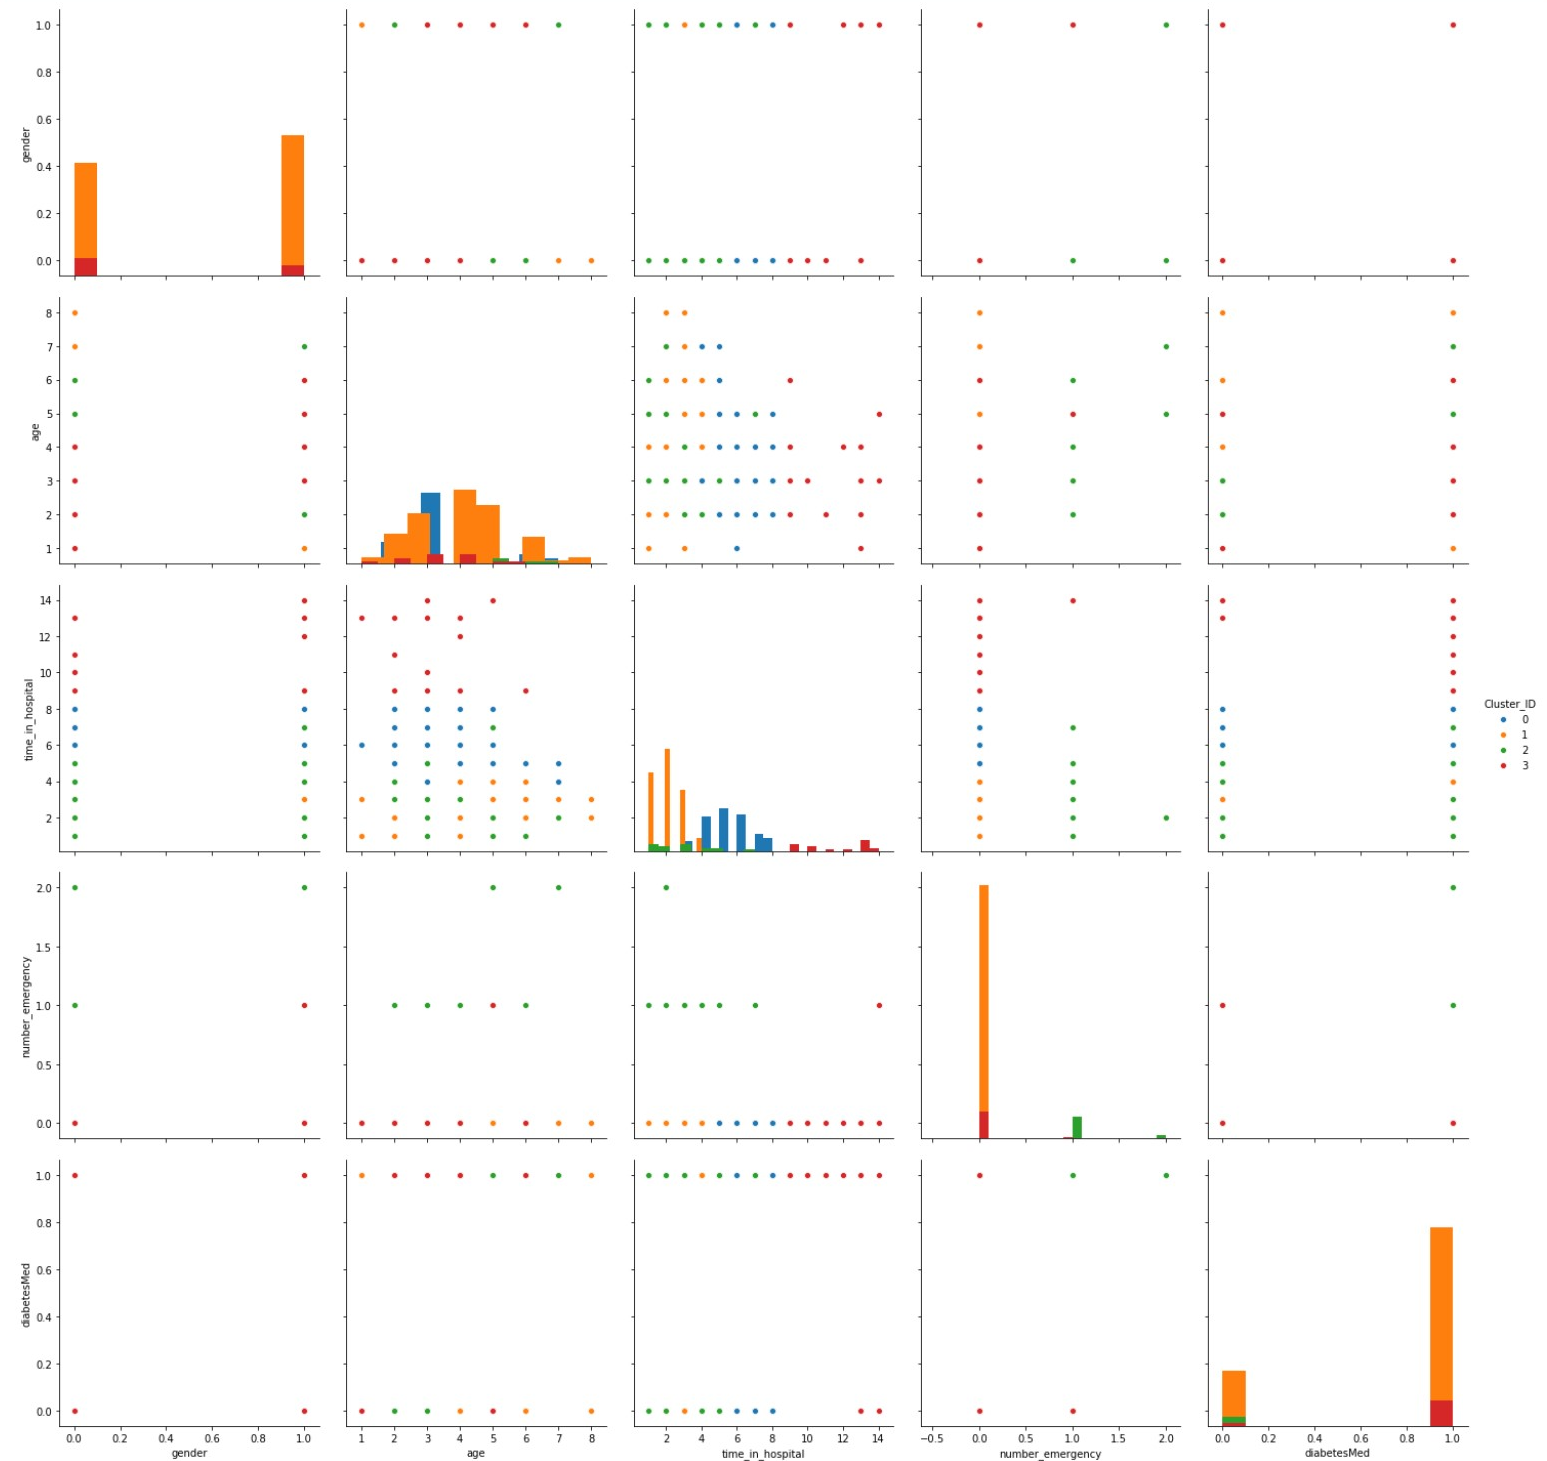 1.0
0.8
0.6
0.4
0.2
0.0
gender
8
7
6
5
4
3
2
1
age
14
12
10
8
6
4
2
time_in_hospital
Cluster_ID
0
1
2
3
2.0
1.5
1.0
0.5
0.0
number_emergency
1.0
0.8
0.6
0.4
0.2
0.0
diabetesMed
0.0 0.2 0.4 0.6 0.8 1.0
gender
1 2 3 4 5 6 7 8
age
2 4 6 8 10 12 14
time_in_hospital
−0.5 0.0 0.5 1.0 1.5 2.0
number_emergency
0.0 0.2 0.4 0.6 0.8 1.0
diabetesMed